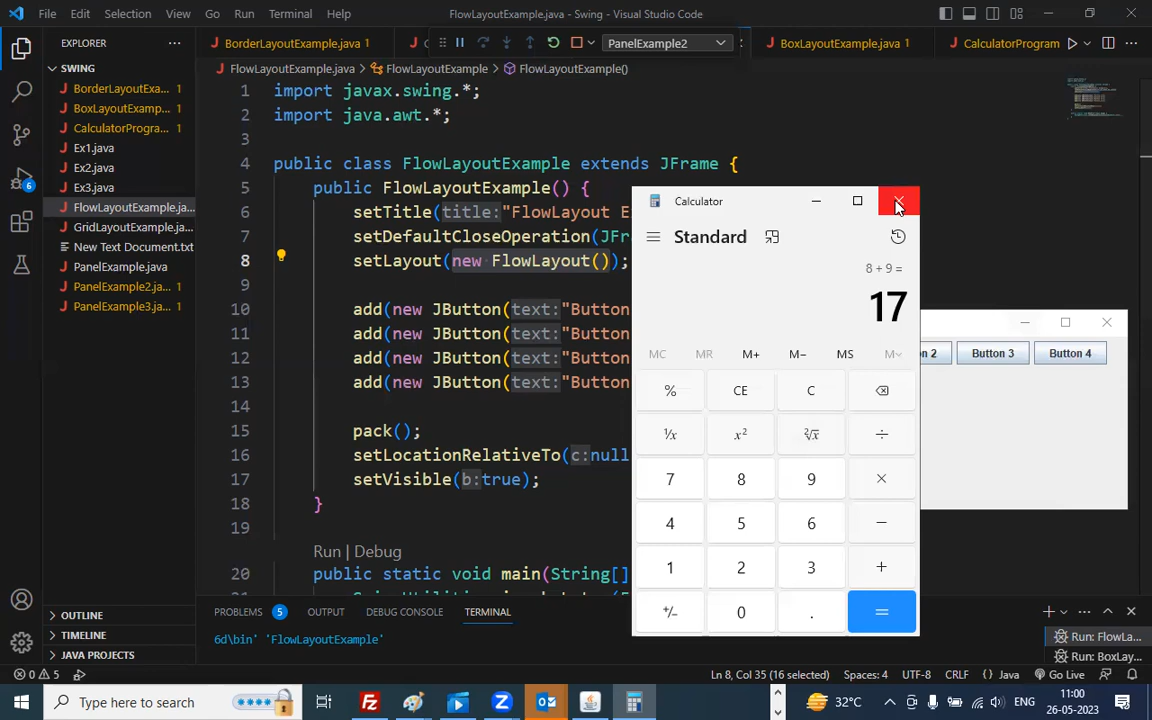 File Edit Selection View Go Run Terminal Help FlowLayoutExample.java - Swing - Visual Studio Code
EXPLORER
BorderLayoutExample.java 1
PanelExample2
BoxLayoutExample.java 1
CalculatorProgram
SWING
BorderLayoutExa... 1
BoxLayoutExamp... 1
CalculatorProgra... 1
Ex1.java
Ex2.java
Ex3.java
FlowLayoutExample.ja...
GridLayoutExample.ja...
New Text Document.txt
PanelExample.java
PanelExample2.ja... 1
PanelExample3.ja... 1
OUTLINE
TIMELINE
JAVA PROJECTS
6
FlowLayoutExample.java > FlowLayoutExample > FlowLayoutExample()
1 import javax.swing.*;
2 import java.awt.*;
3
4 public class FlowLayoutExample extends JFrame {
5 public FlowLayoutExample() {
6 setTitle(title:"FlowLayout E
7 setDefaultCloseOperation(JFr
8 setLayout(new FlowLayout());
9
10 add(new JButton(text:"Button
11 add(new JButton(text:"Button
12 add(new JButton(text:"Button
13 add(new JButton(text:"Button
14
15 pack();
16 setLocationRelativeTo(c:null
17 setVisible(b:true);
18 }
19
Run | Debug
20 public static void main(String[]
Calculator
Standard
8 + 9 =
17
MC MR M+ M− MS M˅
% CE C
¹/x x² ²√x ÷
7 8 9 ×
4 5 6 −
1 2 3 +
+/− 0 . =
n 2 Button 3 Button 4
PROBLEMS 5 OUTPUT DEBUG CONSOLE TERMINAL
6d\bin' 'FlowLayoutExample'
Run: FlowLa...
Run: BoxLay...
0 5
Ln 8, Col 35 (16 selected) Spaces: 4 UTF-8 CRLF {} Java Go Live
Type here to search
32°C
ENG
11:00
26-05-2023